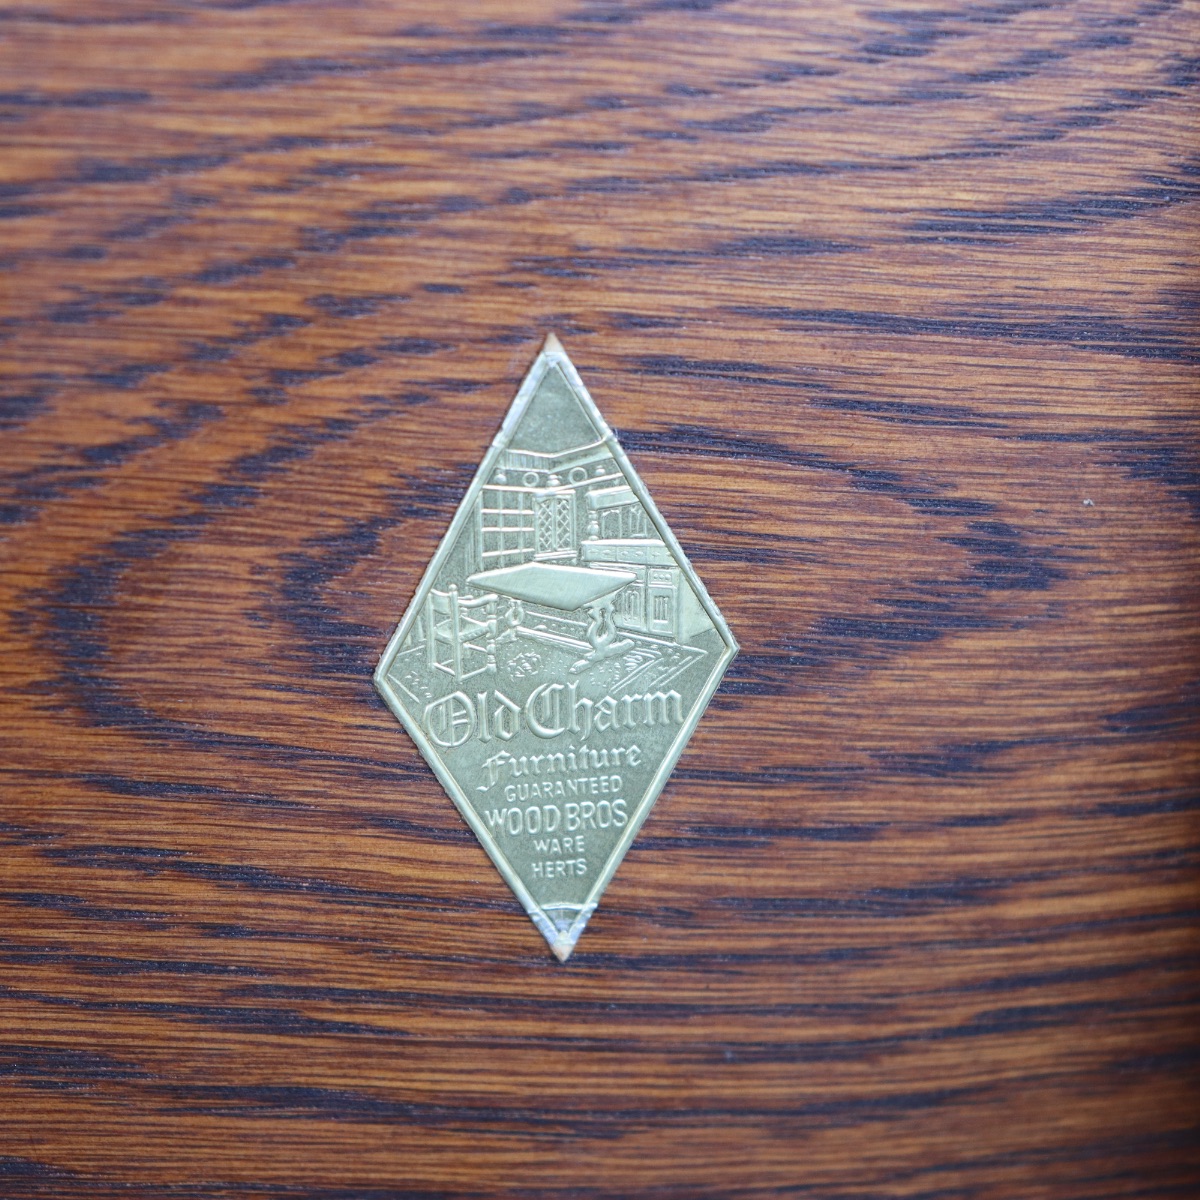 Old Charm
Furniture
GUARANTEED
WOOD BROS
WARE
HERTS